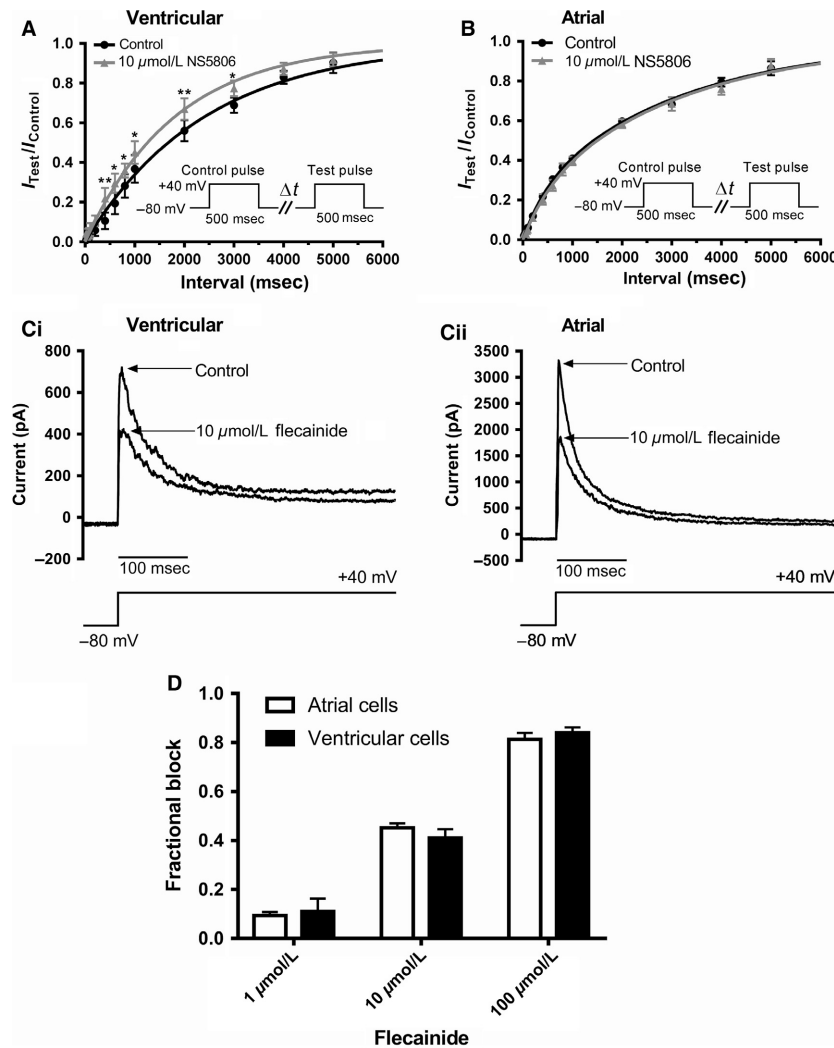 A
Ventricular
Control
10 µmol/L NS5806
I Test / I Control
1.0
0.8
0.6
0.4
0.2
0.0
**
*
*
*
**
*
Control pulse
Test pulse
+40 mV
Δt
–80 mV
500 msec
500 msec
0 1000 2000 3000 4000 5000 6000
Interval (msec)
B
Atrial
Control
10 µmol/L NS5806
I Test / I Control
1.0
0.8
0.6
0.4
0.2
0.0
Control pulse
Test pulse
+40 mV
Δt
–80 mV
500 msec
500 msec
0 1000 2000 3000 4000 5000 6000
Interval (msec)
Ci
Ventricular
Current (pA)
800
600
400
200
0
–200
Control
10 µmol/L flecainide
100 msec
+40 mV
–80 mV
Cii
Atrial
Current (pA)
3500
3000
2500
2000
1500
1000
500
0
–500
Control
10 µmol/L flecainide
100 msec
+40 mV
–80 mV
D
Fractional block
1.0
0.8
0.6
0.4
0.2
0.0
Atrial cells
Ventricular cells
1 µmol/L
10 µmol/L
100 µmol/L
Flecainide